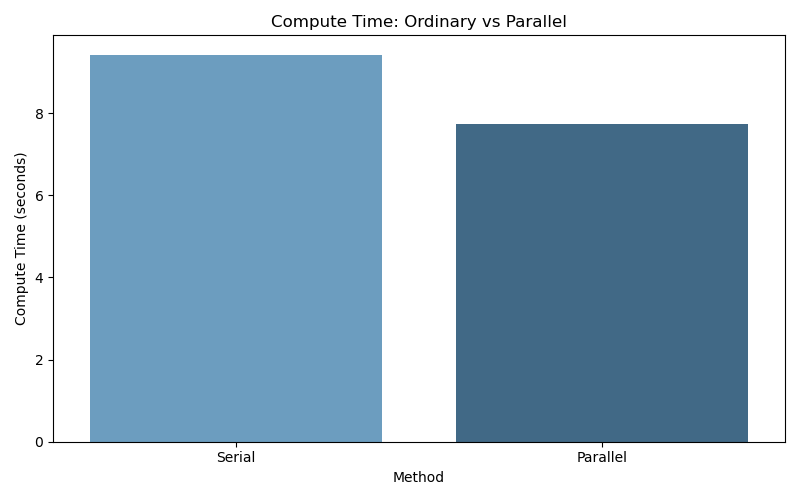 Compute Time: Ordinary vs Parallel
Compute Time (seconds)
8
6
4
2
0
Serial
Parallel
Method